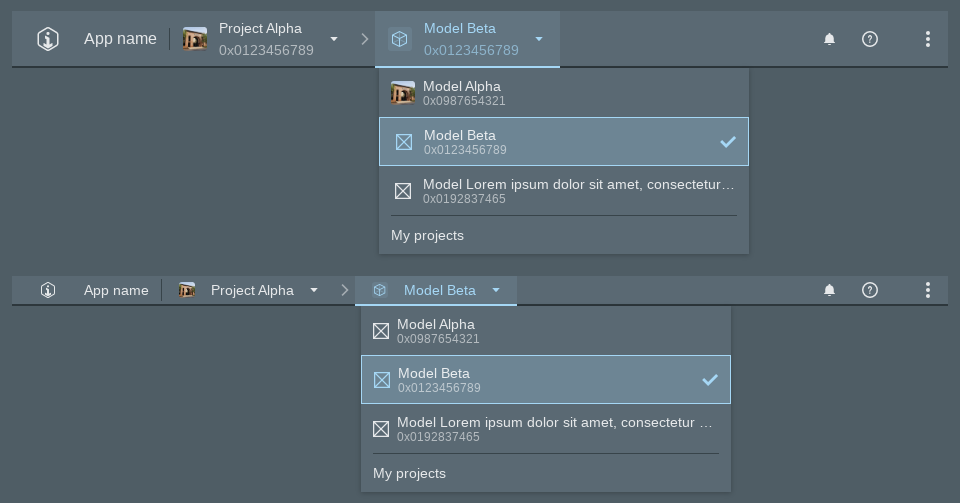 App name
Project Alpha
0x0123456789
Model Beta
0x0123456789
Model Alpha
0x0987654321
Model Beta
0x0123456789
Model Lorem ipsum dolor sit amet, consectetur…
0x0192837465
My projects
App name
Project Alpha
Model Beta
Model Alpha
0x0987654321
Model Beta
0x0123456789
Model Lorem ipsum dolor sit amet, consectetur …
0x0192837465
My projects